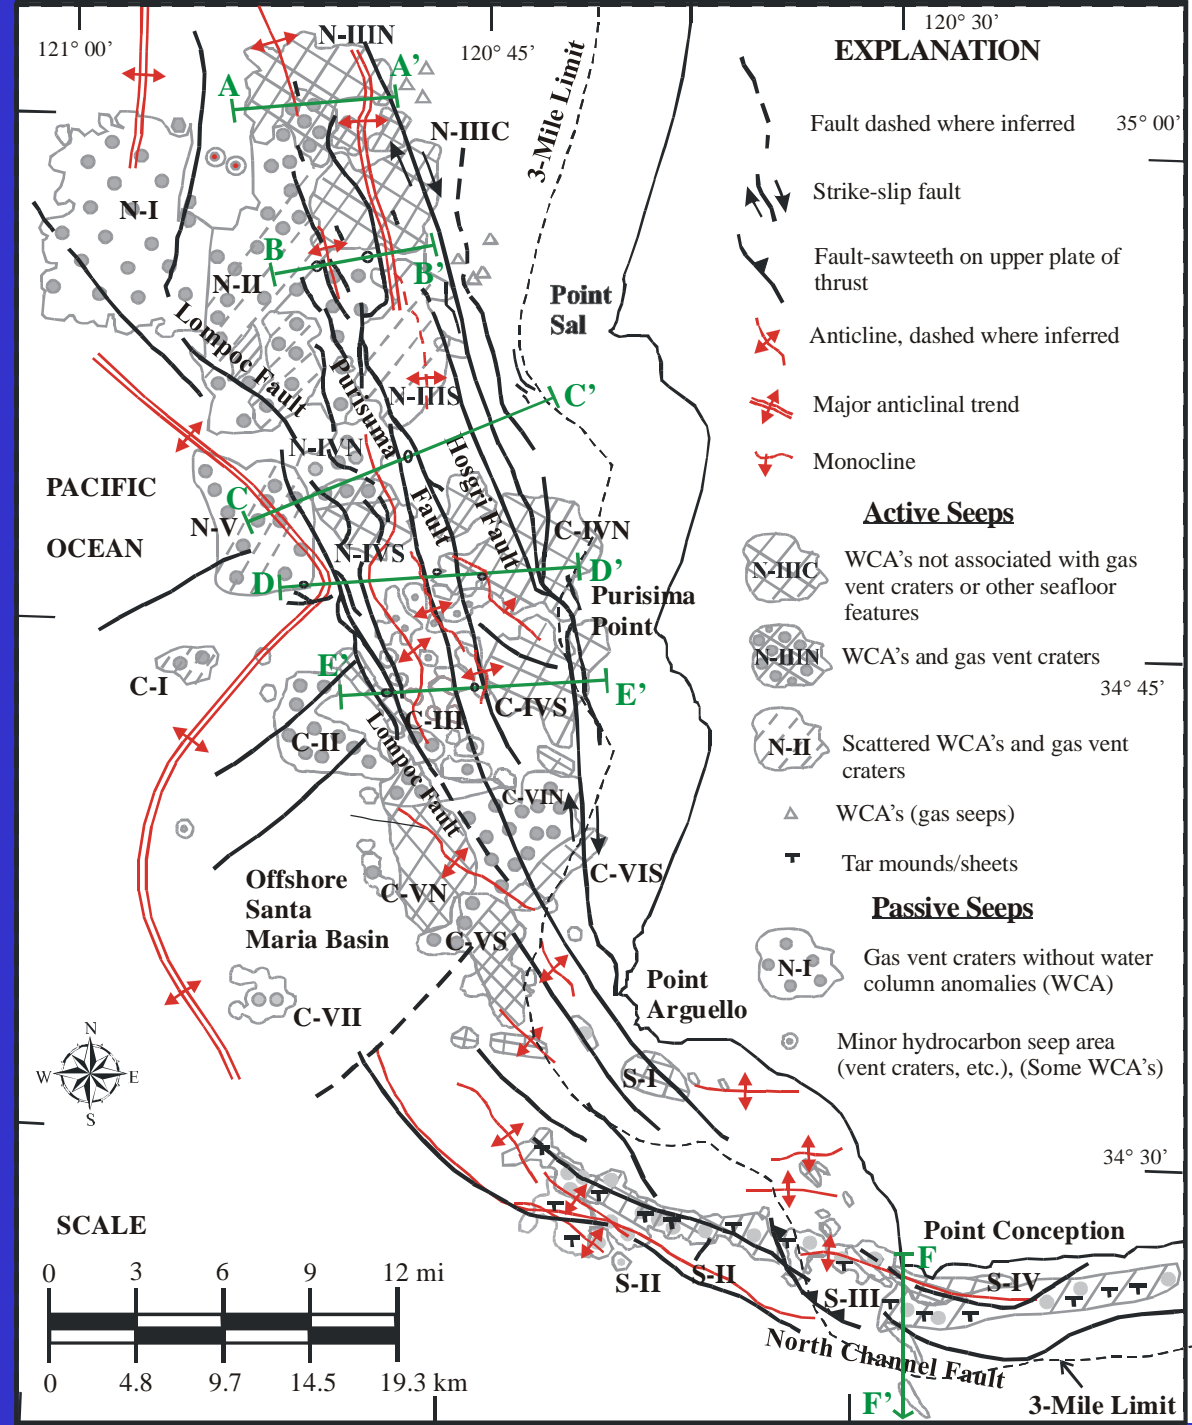 121° 00’
N-IIIN
120° 45’
120° 30’
EXPLANATION
A
A’
3-Mile Limit
Fault dashed where inferred
35° 00’
N-IIIC
Strike-slip fault
N-I
B
B’
N-II
Fault-sawteeth on upper plate of
thrust
Point
Sal
Lompoc Fault
Purisuma
Fault
Anticline, dashed where inferred
N-IIIS
C’
Major anticlinal trend
N-IVN
Hosgri Fault
Monocline
PACIFIC
OCEAN
C
N-V
Active Seeps
C-IVN
N-IVS
N-IIIC
WCA’s not associated with gas
vent craters or other seafloor
features
D
D’
Purisima
Point
N-IIIN
WCA’s and gas vent craters
34° 45’
C-I
E’
E’
C-IVS
C-III
C-II
N-II
Scattered WCA’s and gas vent
craters
Lompoc Fault
C-VIN
WCA’s (gas seeps)
Tar mounds/sheets
C-VIS
Offshore
Santa
Maria Basin
C-VN
Passive Seeps
C-VS
N-I
Gas vent craters without water
column anomalies (WCA)
Point
Arguello
C-VII
Minor hydrocarbon seep area
(vent craters, etc.), (Some WCA’s)
N
W
E
S
S-I
34° 30’
SCALE
Point Conception
F
0 3 6 9 12 mi
S-II
S-II
S-III
S-IV
North Channel Fault
0 4.8 9.7 14.5 19.3 km
F’
3-Mile Limit